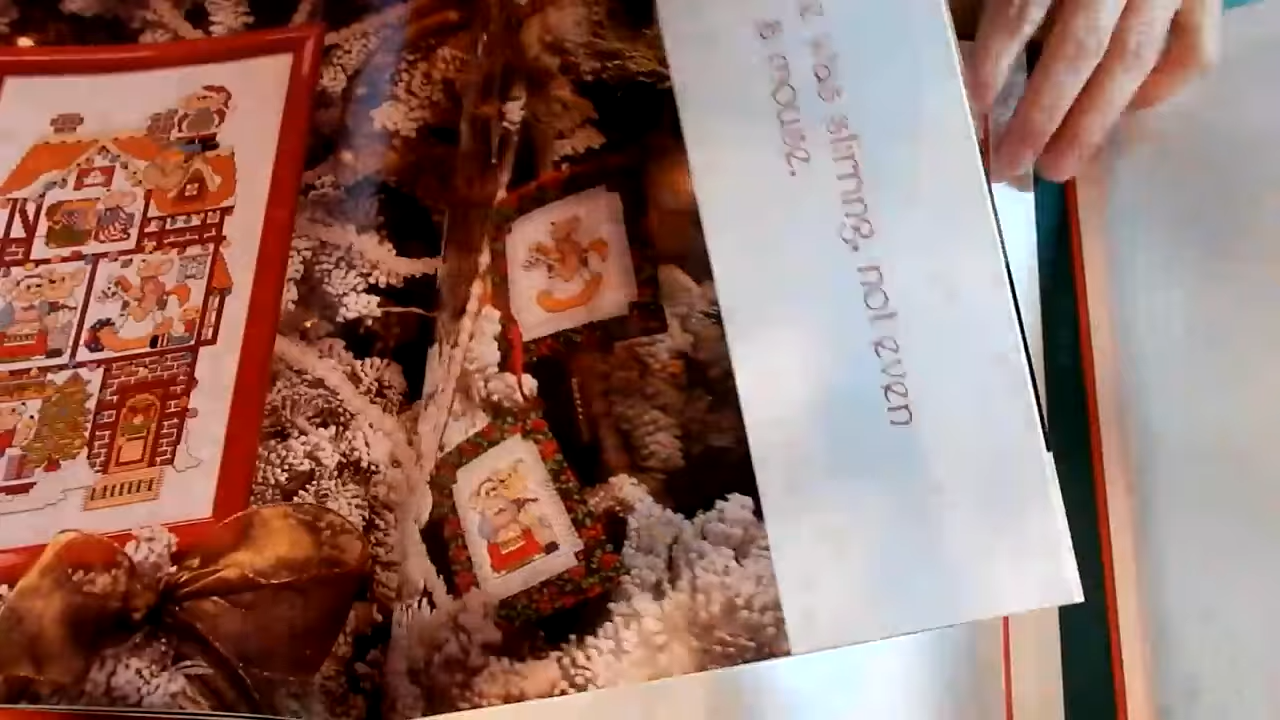 was stirring, not even
a mouse.